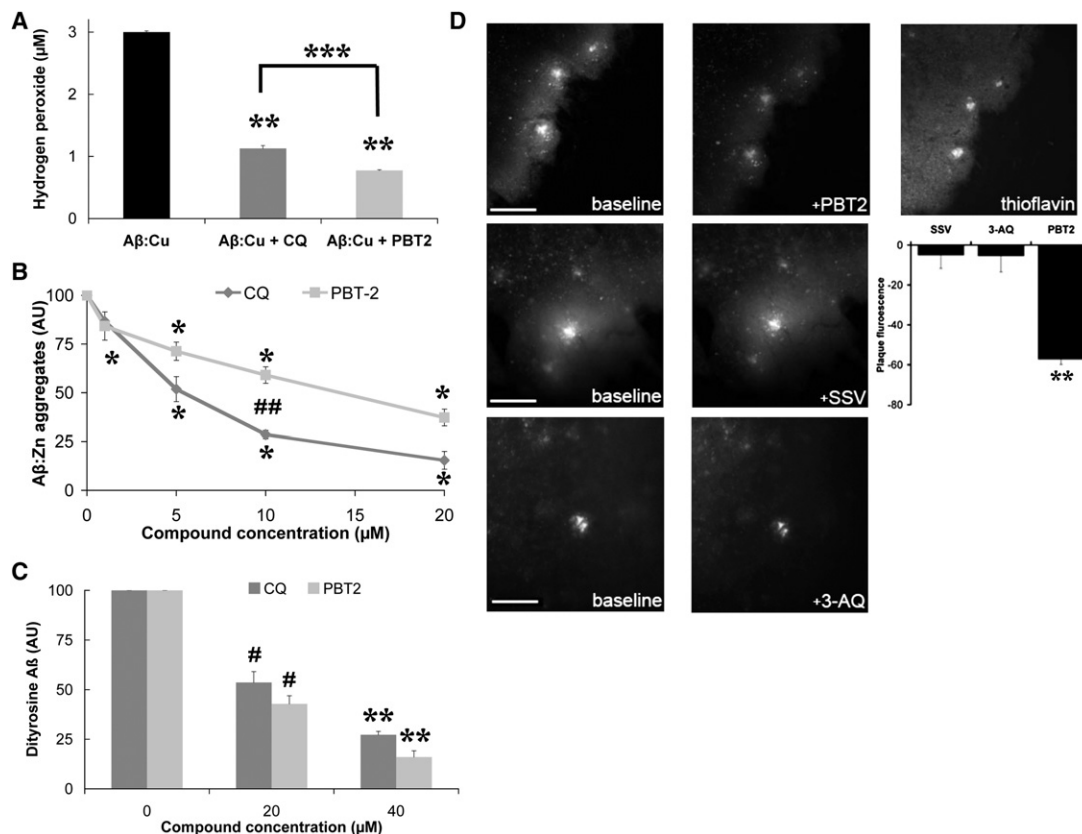 A
Hydrogen peroxide (µM)
3
2
1
0
***
**
**
Aβ:Cu
Aβ:Cu + CQ
Aβ:Cu + PBT2
B
Aβ:Zn aggregates (AU)
100
75
50
25
0
CQ
PBT-2
*
*
*
*
*
##
*
*
0
5
10
15
20
Compound concentration (µM)
C
Dityrosine Aß (AU)
100
75
50
25
0
CQ
PBT2
#
#
**
**
0
20
40
Compound concentration (µM)
D
baseline
+PBT2
thioflavin
baseline
+SSV
SSV
3-AQ
PBT2
Plaque fluroescence
0
-20
-40
-60
-80
**
baseline
+3-AQ